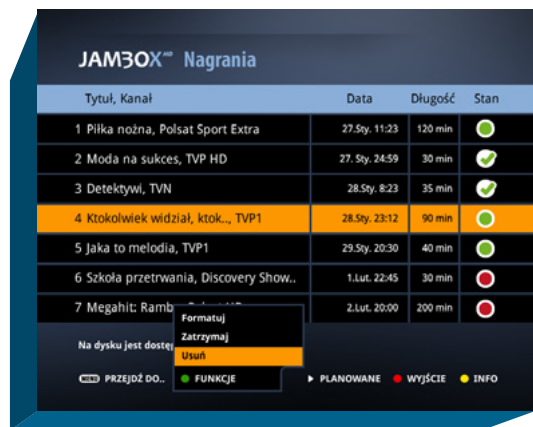 JAMBOX HD Nagrania
Tytuł, Kanał Data Długość Stan
1 Piłka nożna, Polsat Sport Extra 27.Sty. 11:23 120 min
2 Moda na sukces, TVP HD 27. Sty. 24:59 30 min
3 Detektywi, TVN 28.Sty. 8:23 35 min
4 Ktokolwiek widział, ktok.., TVP1 28.Sty. 23:12 90 min
5 Jaka to melodia, TVP1 29.Sty. 20:30 40 min
6 Szkoła przetrwania, Discovery Show.. 1.Lut. 22:45 30 min
7 Megahit: Ramb 2.Lut. 20:00 200 min
Formatuj
Zatrzymaj
Na dysku jest dostęp
Usuń
MENU PRZEJDŹ DO.. FUNKCJE PLANOWANE WYJŚCIE INFO